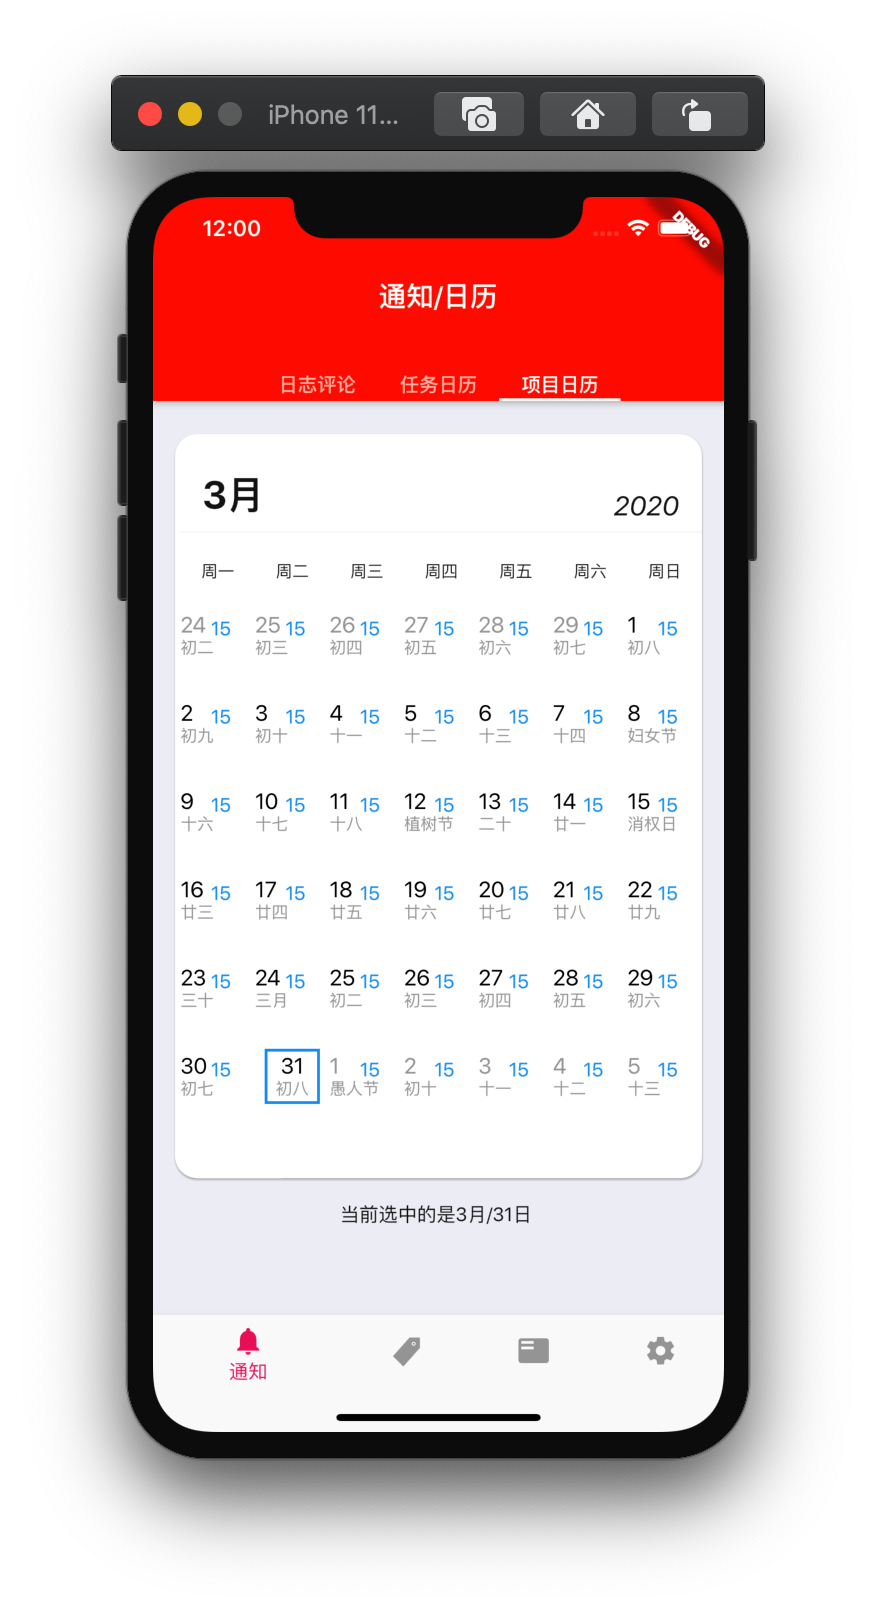 iPhone 11...
12:00
DEBUG
通知/日历
日志评论 任务日历 项目日历
3月 2020
周一 周二 周三 周四 周五 周六 周日
24 15 25 15 26 15 27 15 28 15 29 15 1 15
初二 初三 初四 初五 初六 初七 初八
2 15 3 15 4 15 5 15 6 15 7 15 8 15
初九 初十 十一 十二 十三 十四 妇女节
9 15 10 15 11 15 12 15 13 15 14 15 15 15
十六 十七 十八 植树节 二十 廿一 消权日
16 15 17 15 18 15 19 15 20 15 21 15 22 15
廿三 廿四 廿五 廿六 廿七 廿八 廿九
23 15 24 15 25 15 26 15 27 15 28 15 29 15
三十 三月 初二 初三 初四 初五 初六
30 15 31 1 15 2 15 3 15 4 15 5 15
初七 初八 愚人节 初十 十一 十二 十三
当前选中的是3月/31日
通知